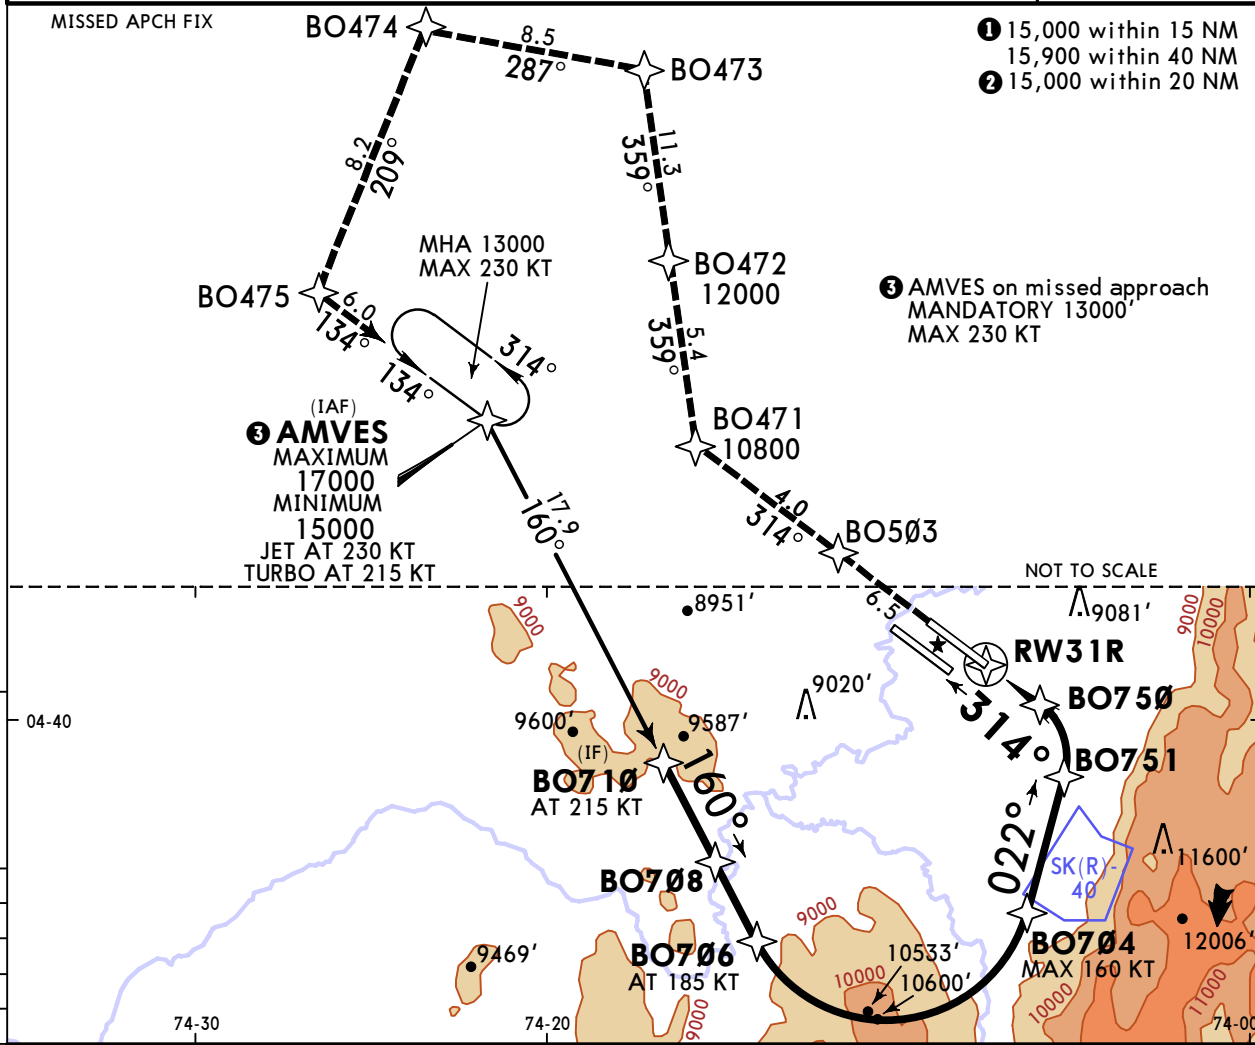 MISSED APCH FIX
BO474
8.5
287°
BO473
❶ 15,000 within 15 NM
15,900 within 40 NM
❷ 15,000 within 20 NM
8.2
209°
11.3
359°
MHA 13000
MAX 230 KT
BO472
12000
❸ AMVES on missed approach
MANDATORY 13000'
MAX 230 KT
BO475
6.0
134°
134°
314°
5.4
359°
(IAF)
❸ AMVES
MAXIMUM
17000
MINIMUM
15000
JET AT 230 KT
TURBO AT 215 KT
BO471
10800
17.9
160°
4.0
314°
BO5Ø3
NOT TO SCALE
6.5
9000
8951'
9081'
9000
10000
RW31R
9000
9020'
BO75Ø
04-40
9600'
9587'
314°
(IF)
BO71Ø
AT 215 KT
160°
BO751
022°
SK(R)-
40
11600'
BO7Ø8
9000
BO7Ø6
AT 185 KT
BO7Ø4
MAX 160 KT
12006'
9469'
10533'
10000
10600'
9000
10000
11000
74-30
74-20
74-00